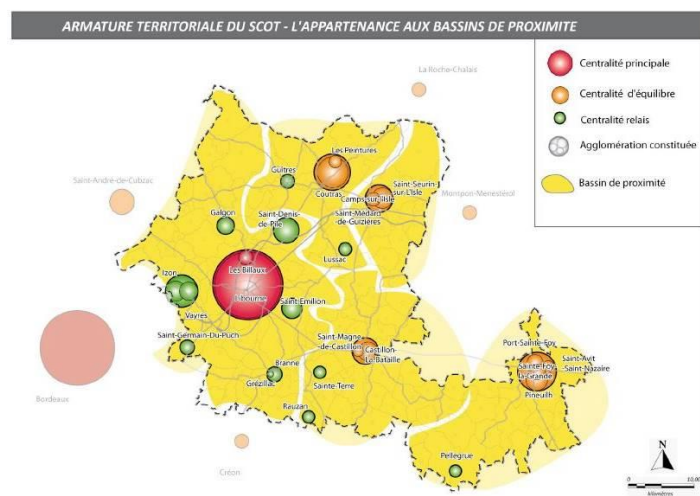 ARMATURE TERRITORIALE DU SCOT - L'APPARTENANCE AUX BASSINS DE PROXIMITE
Centralité principale
Centralité d'équilibre
Centralité relais
Agglomération constituée
Bassin de proximité
La Roche-Chalais
Les Peintures
Guîtres
Coutras
Saint-Seurin
sur L'Isle
Camps-sur-l'Isle
Saint-André-de-Cubzac
Montpon-Menestérol
Galgon
Saint-Denis-
de-Pile
Saint-Médard
de-Guizières
Lussac
Les Billaux
Izon
Libourne
Saint-Emilion
Vayres
Saint-Germain-Du-Puch
Saint-Magne
de-Castillon
Castillon-
La-Bataille
Port-Sainte-Foy
Saint-Avit
Saint-Nazaire
Sainte-Foy
la-Grande
Pineuilh
Branne
Grézillac
Sainte-Terre
Bordeaux
Rauzan
Créon
Pellegrue
N
0
10,00
kilomètres